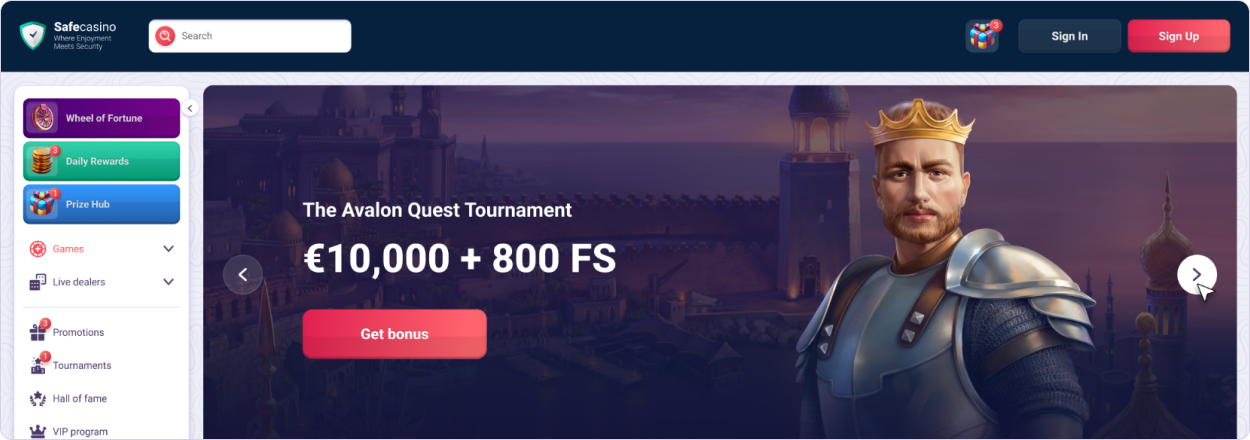 Safecasino
Where Enjoyment
Meets Security
Search
3
Sign In
Sign Up
Wheel of Fortune
3
Daily Rewards
1
Prize Hub
Games
Live dealers
3
Promotions
1
Tournaments
Hall of fame
VIP program
The Avalon Quest Tournament
€10,000 + 800 FS
Get bonus